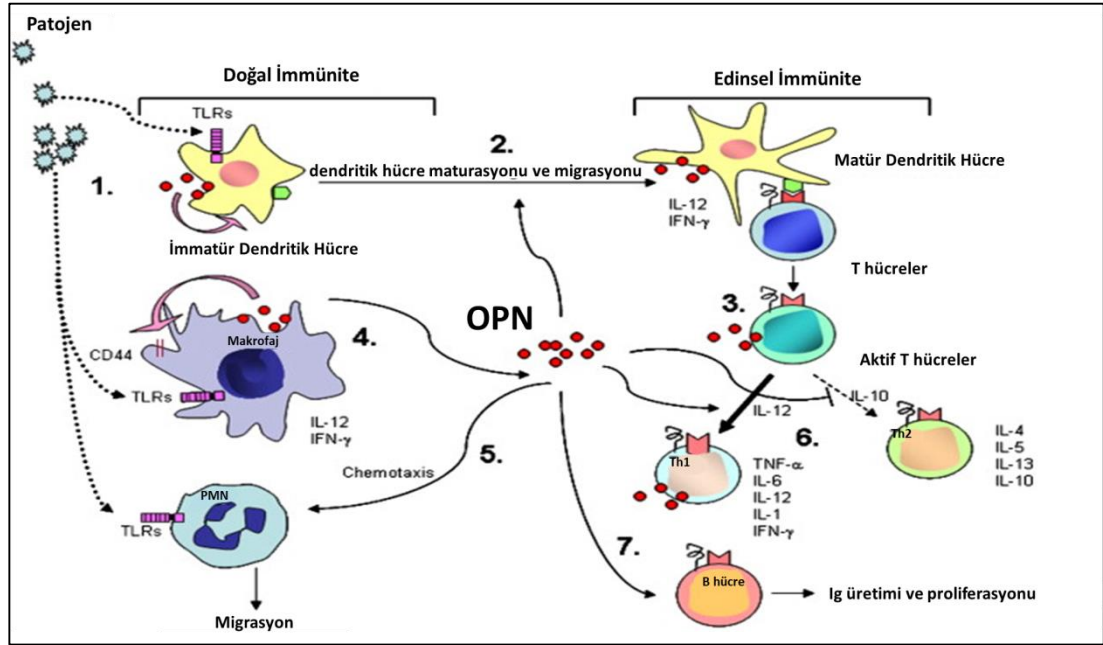 Patojen
Doğal İmmünite
Edinsel İmmünite
TLRs
1.
2.
dendritik hücre maturasyonu ve migrasyonu
Matür Dendritik Hücre
IL-12
IFN-γ
İmmatür Dendritik Hücre
T hücreler
OPN
3.
4.
Makrofaj
CD44
TLRs
IL-12
IFN-γ
Aktif T hücreler
IL-10
IL-12
6.
Th2
IL-4
IL-5
IL-13
IL-10
Th1
TNF-α
IL-6
IL-12
IL-1
IFN-γ
5.
Chemotaxis
PMN
TLRs
7.
B hücre
Ig üretimi ve proliferasyonu
Migrasyon